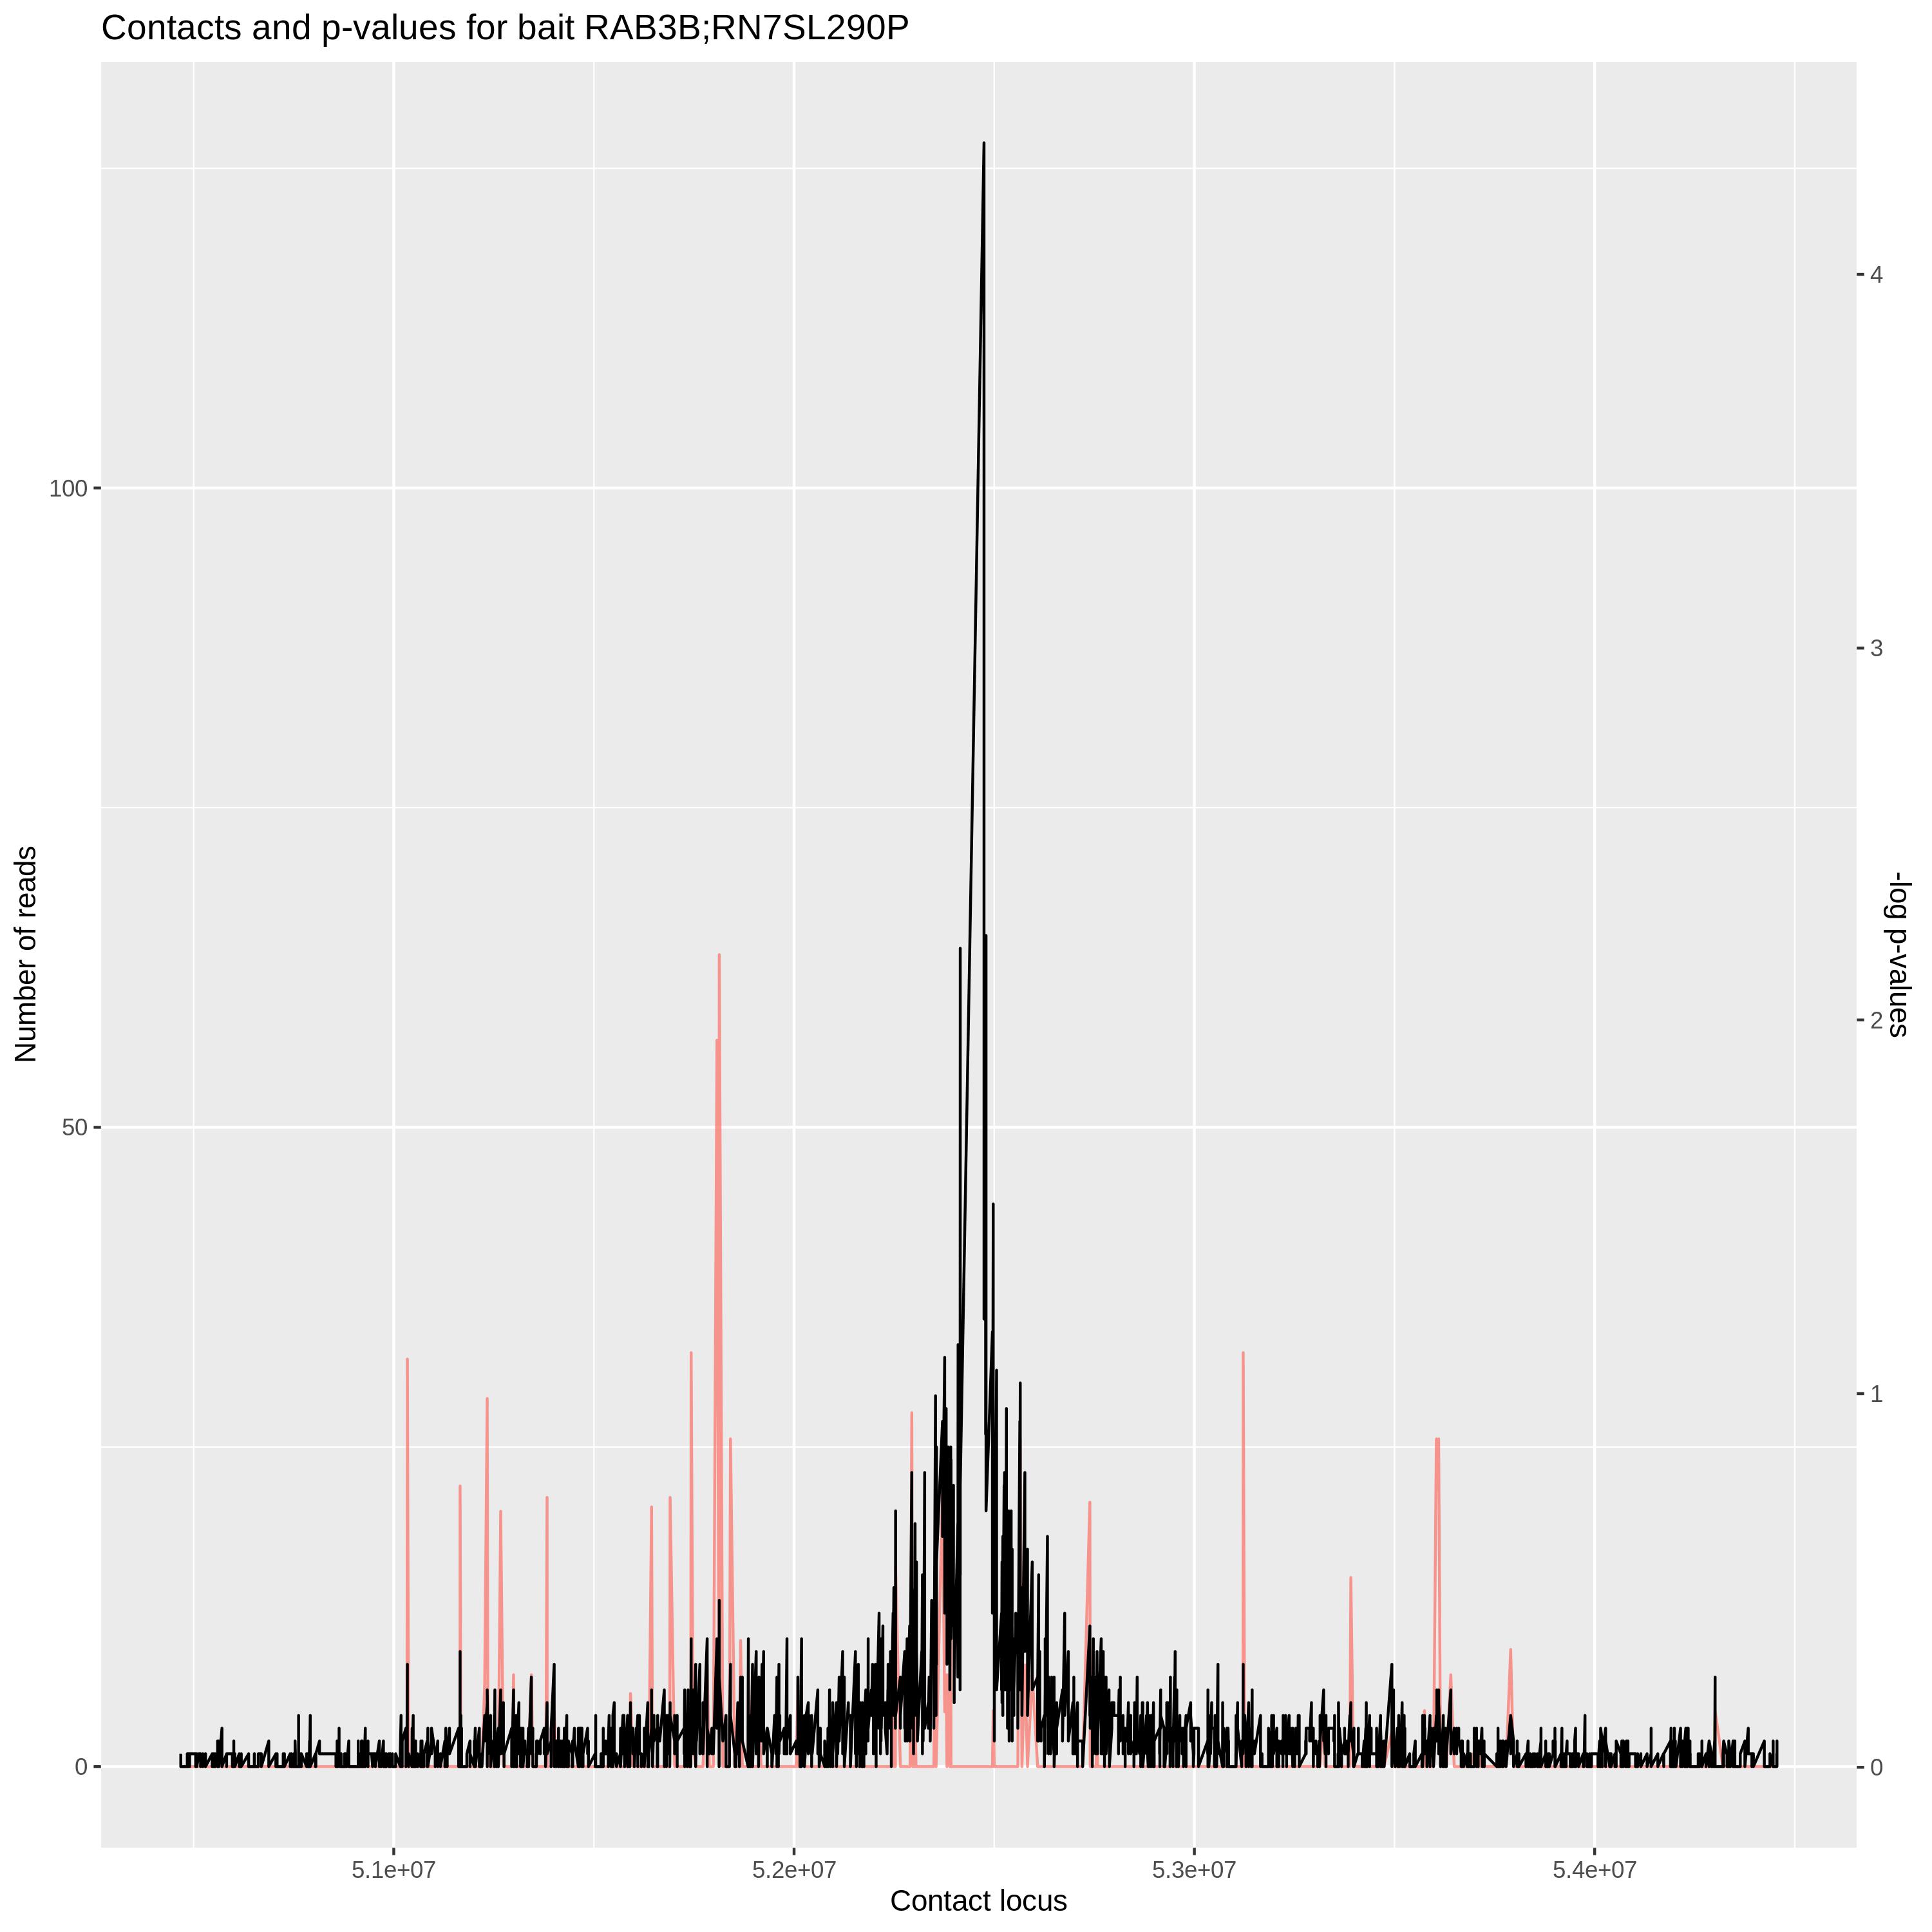 Contacts and p-values for bait RAB3B;RN7SL290P
Number of reads
100
50
0
4
3
2
1
0
-log p-values
5.1e+07
5.2e+07
5.3e+07
5.4e+07
Contact locus